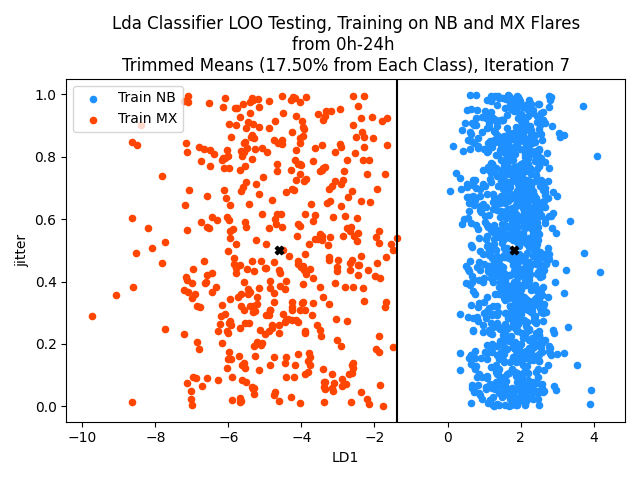 Lda Classifier LOO Testing, Training on NB and MX Flares
from 0h-24h
Trimmed Means (17.50% from Each Class), Iteration 7
Train NB
Train MX
jitter
1.0
0.8
0.6
0.4
0.2
0.0
−10
−8
−6
−4
−2
0
2
4
LD1